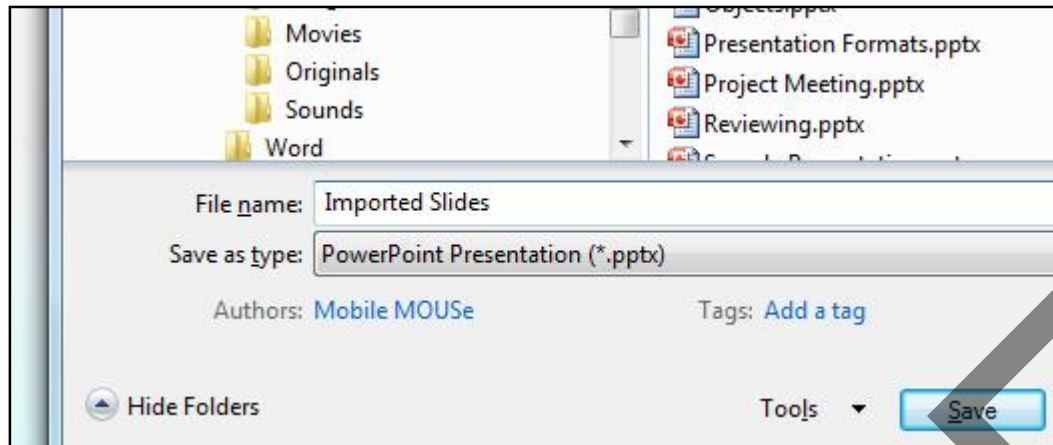 Movies
Originals
Sounds
Word
Presentation Formats.pptx
Project Meeting.pptx
Reviewing.pptx
File name: Imported Slides
Save as type: PowerPoint Presentation (*.pptx)
Authors: Mobile MOUSe Tags: Add a tag
Hide Folders Tools Save